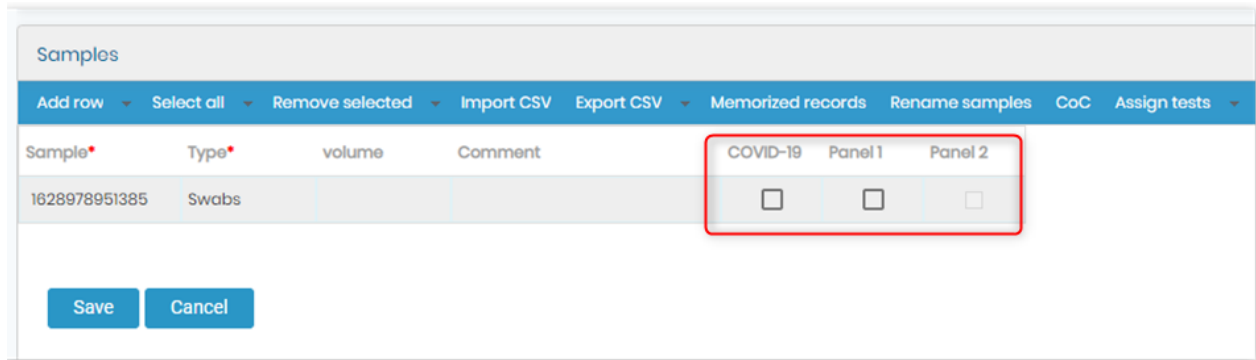 Samples
Add row Select all Remove selected Import CSV Export CSV Memorized records Rename samples CoC Assign tests
Sample* Type* volume Comment COVID-19 Panel 1 Panel 2
1628978951385 Swabs
Save Cancel